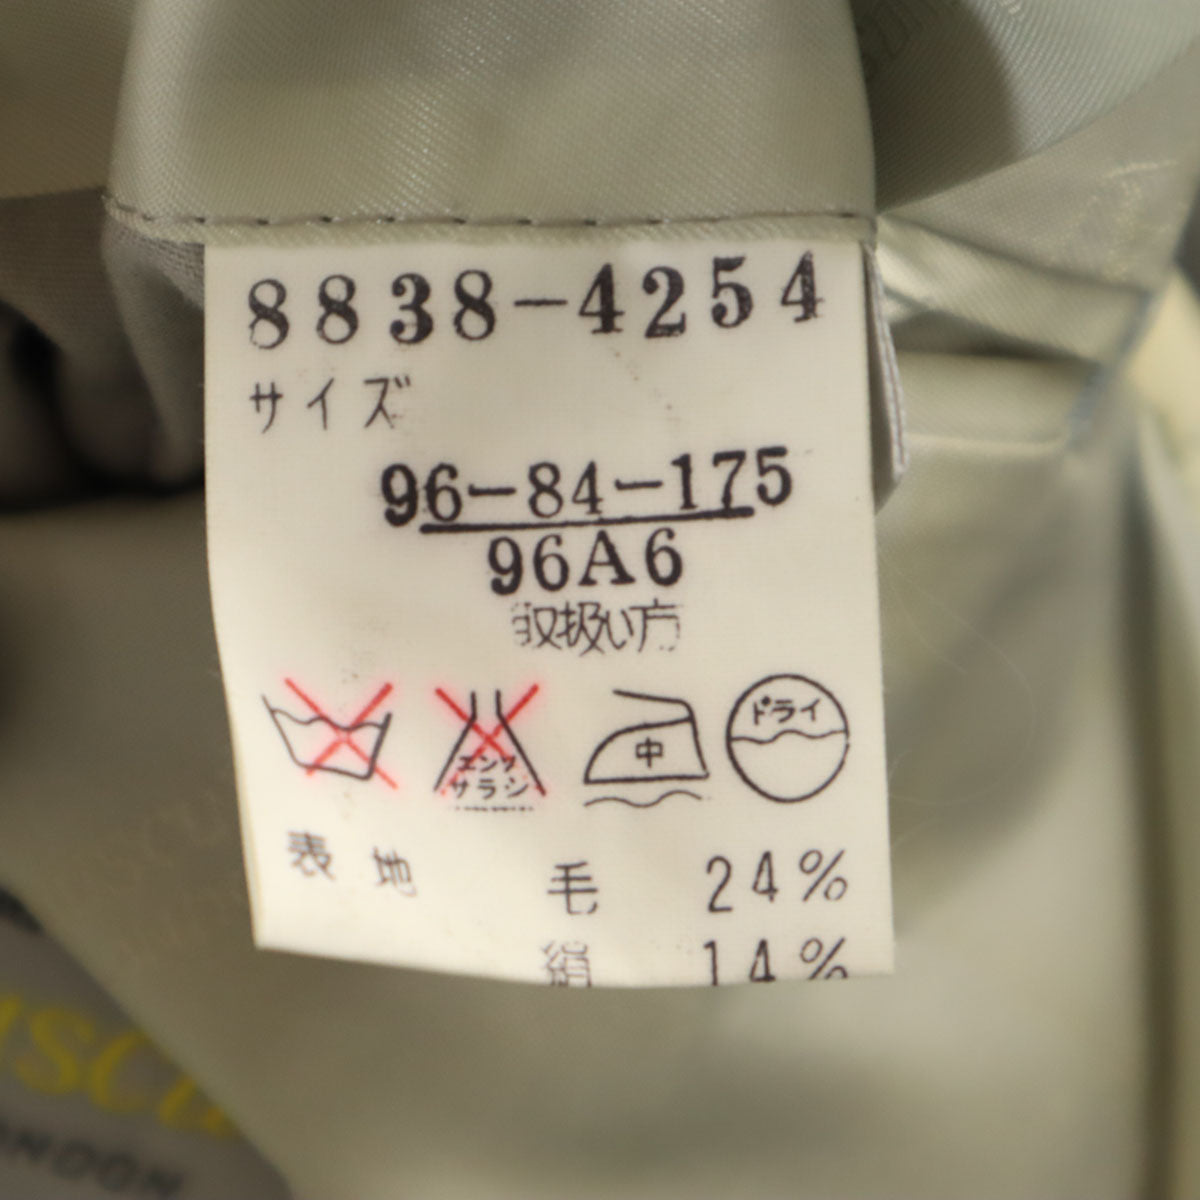 8838-4254
サイズ
96-84-175
96A6
取扱い方
エンソ
サラシ
中
ドライ
表地 毛 24%
絹 14%